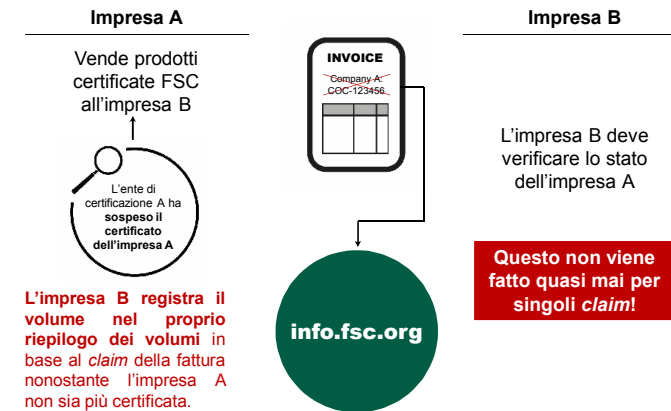 Impresa A
Vende prodotti
certificate FSC
all'impresa B
L'ente di
certificazione A ha
sospeso il
certificato
dell'impresa A
L'impresa B registra il
volume nel proprio
riepilogo dei volumi in
base al claim della fattura
nonostante l'impresa A
non sia più certificata.
INVOICE
Company A:
COC-123456
info.fsc.org
Impresa B
L'impresa B deve
verificare lo stato
dell'impresa A
Questo non viene
fatto quasi mai per
singoli claim!